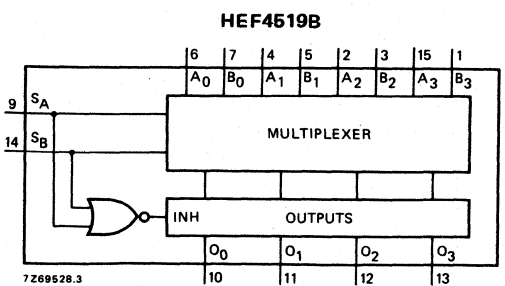 HEF4519B
6 7 4 5 2 3 15 1
A0 B0 A1 B1 A2 B2 A3 B3
9 SA
MULTIPLEXER
14 SB
INH OUTPUTS
O0 O1 O2 O3
7Z69528.3 10 11 12 13